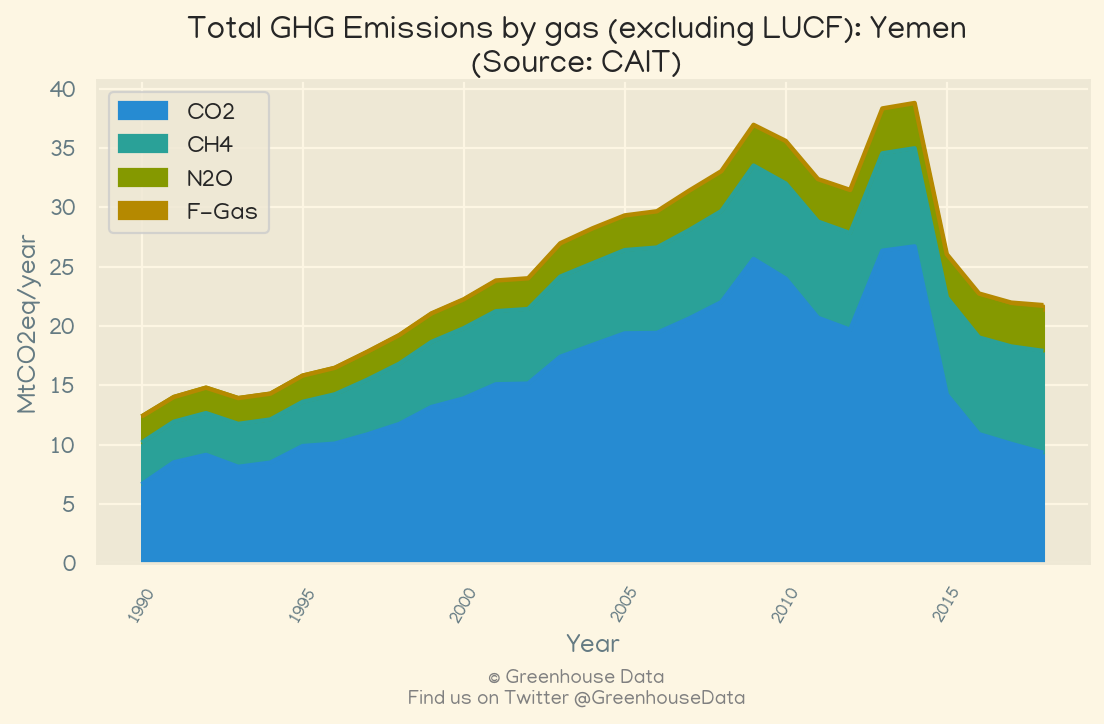 Total GHG Emissions by gas (excluding LUCF): Yemen
(Source: CAIT)
CO2
CH4
N2O
F-Gas
40
35
30
25
20
15
10
5
0
MtCO2eq/year
1990
1995
2000
2005
2010
2015
Year
© Greenhouse Data
Find us on Twitter @GreenhouseData